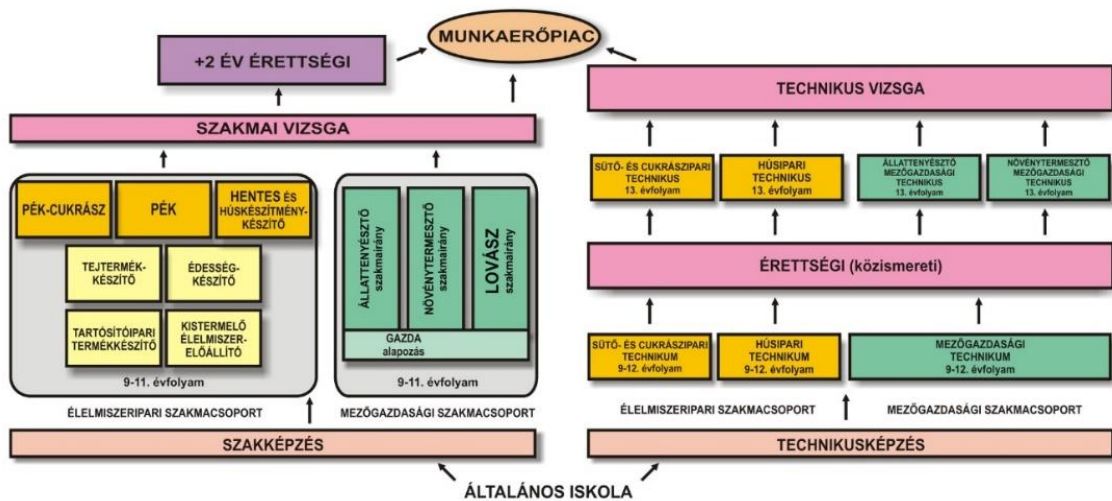 MUNKAERŐPIAC
+2 ÉV ÉRETTSÉGI
SZAKMAI VIZSGA
PÉK-CUKRÁSZ
PÉK
HENTES ÉS
HÚSKÉSZÍTMÉNY-
KÉSZÍTŐ
TEJTERMÉK-
KÉSZÍTŐ
ÉDESSÉG-
KÉSZÍTŐ
TARTÓSÍTÓIPARI
TERMÉKKÉSZÍTŐ
KISTERMELŐ
ÉLELMISZER-
ELŐÁLLÍTÓ
9-11. évfolyam
ÁLLATTENYÉSZTŐ
szakmairány
NÖVÉNYTERMESZTŐ
szakmairány
LOVÁSZ
szakmairány
GAZDA
alapozás
9-11. évfolyam
ÉLELMISZERIPARI SZAKMACSOPORT
MEZŐGAZDASÁGI SZAKMACSOPORT
SZAKKÉPZÉS
TECHNIKUS VIZSGA
SÜTŐ- ÉS CUKRÁSZIPARI
TECHNIKUS
13. évfolyam
HÚSIPARI
TECHNIKUS
13. évfolyam
ÁLLATTENYÉSZTŐ
MEZŐGAZDASÁGI
TECHNIKUS
13. évfolyam
NÖVÉNYTERMESZTŐ
MEZŐGAZDASÁGI
TECHNIKUS
13. évfolyam
ÉRETTSÉGI (közismereti)
SÜTŐ- ÉS CUKRÁSZIPARI
TECHNIKUM
9-12. évfolyam
HÚSIPARI
TECHNIKUM
9-12. évfolyam
MEZŐGAZDASÁGI
TECHNIKUM
9-12. évfolyam
ÉLELMISZERIPARI SZAKMACSOPORT
MEZŐGAZDASÁGI SZAKMACSOPORT
TECHNIKUSKÉPZÉS
ÁLTALÁNOS ISKOLA